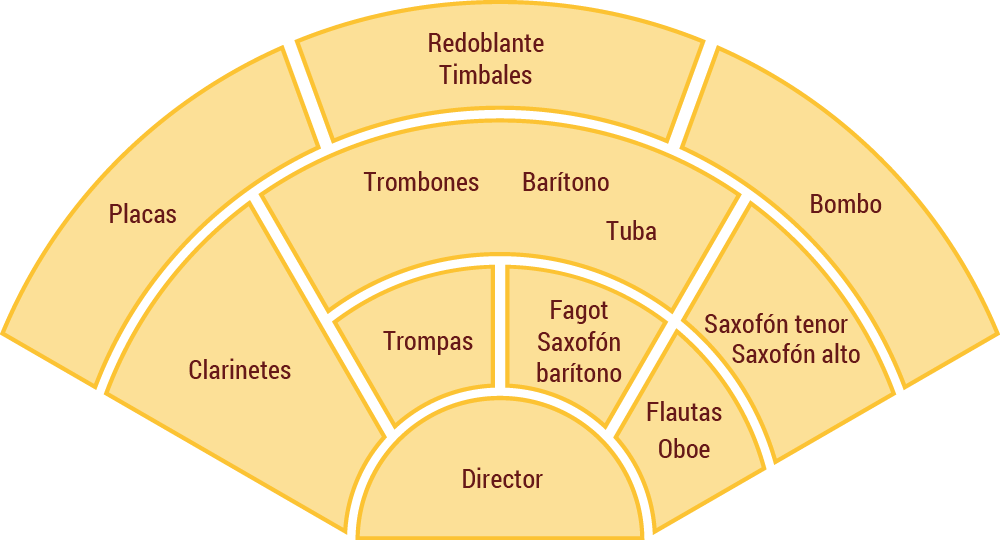 Redoblante
Timbales
Placas
Bombo
Trombones Barítono
Tuba
Clarinetes
Trompas
Fagot
Saxofón
barítono
Saxofón tenor
Saxofón alto
Flautas
Oboe
Director